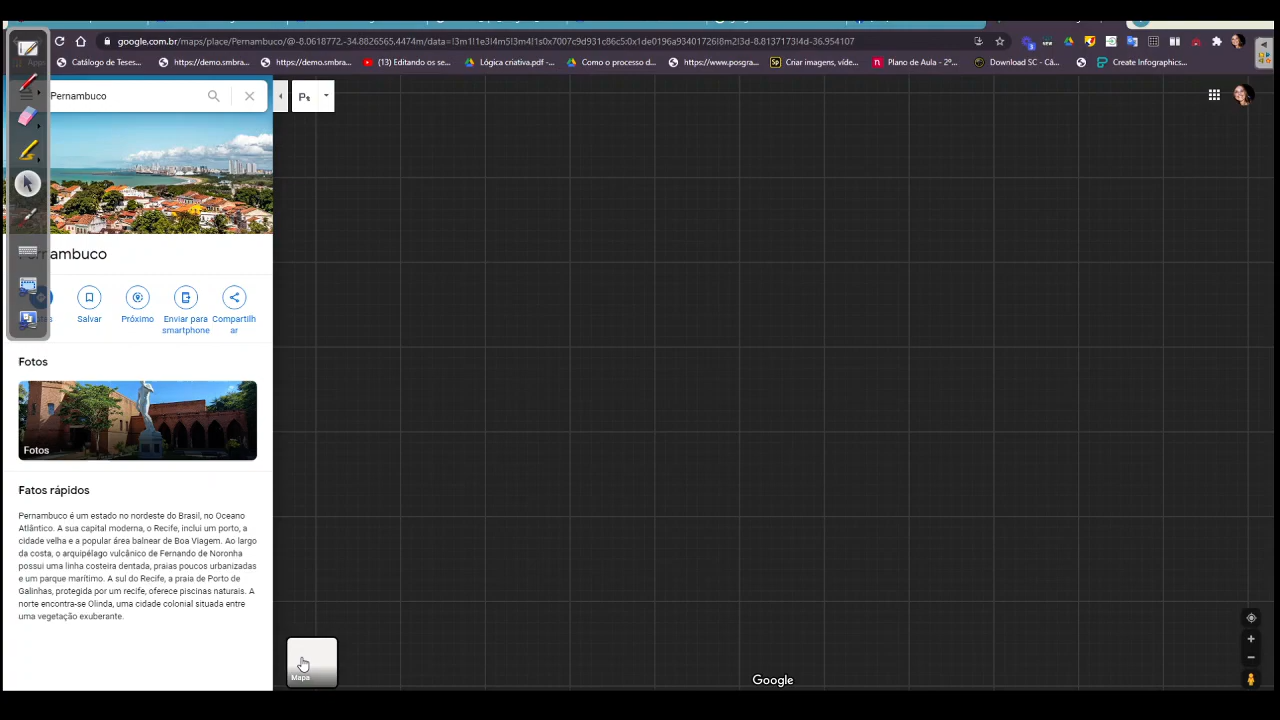 google.com.br/maps/place/Pernambuco/@-8.0618772,-34.8826565,4474m/data=!3m1!1e3!4m5!3m4!1s0x7007c9d931c86c5:0x1de0196a93401726!8m2!3d-8.8137173!4d-36.954107
Apps
Catálogo de Teses...
https://demo.smbra...
https://demo.smbra...
(13) Editando os se...
Lógica criativa.pdf -...
Como o processo d...
https://www.posgra...
Criar imagens, víde...
Plano de Aula - 2º...
Download SC - Câ...
Create Infographics...
Pernambuco
ambuco
Salvar
Próximo
Enviar para
smartphone
Compartilh
ar
Fotos
Fotos
Fatos rápidos
Pernambuco é um estado no nordeste do Brasil, no Oceano
Atlântico. A sua capital moderna, o Recife, inclui um porto, a
cidade velha e a popular área balnear de Boa Viagem. Ao largo
da costa, o arquipélago vulcânico de Fernando de Noronha
possui uma linha costeira dentada, praias poucos urbanizadas
e um parque marítimo. A sul do Recife, a praia de Porto de
Galinhas, protegida por um recife, oferece piscinas naturais. A
norte encontra-se Olinda, uma cidade colonial situada entre
uma vegetação exuberante.
Mapa
Google